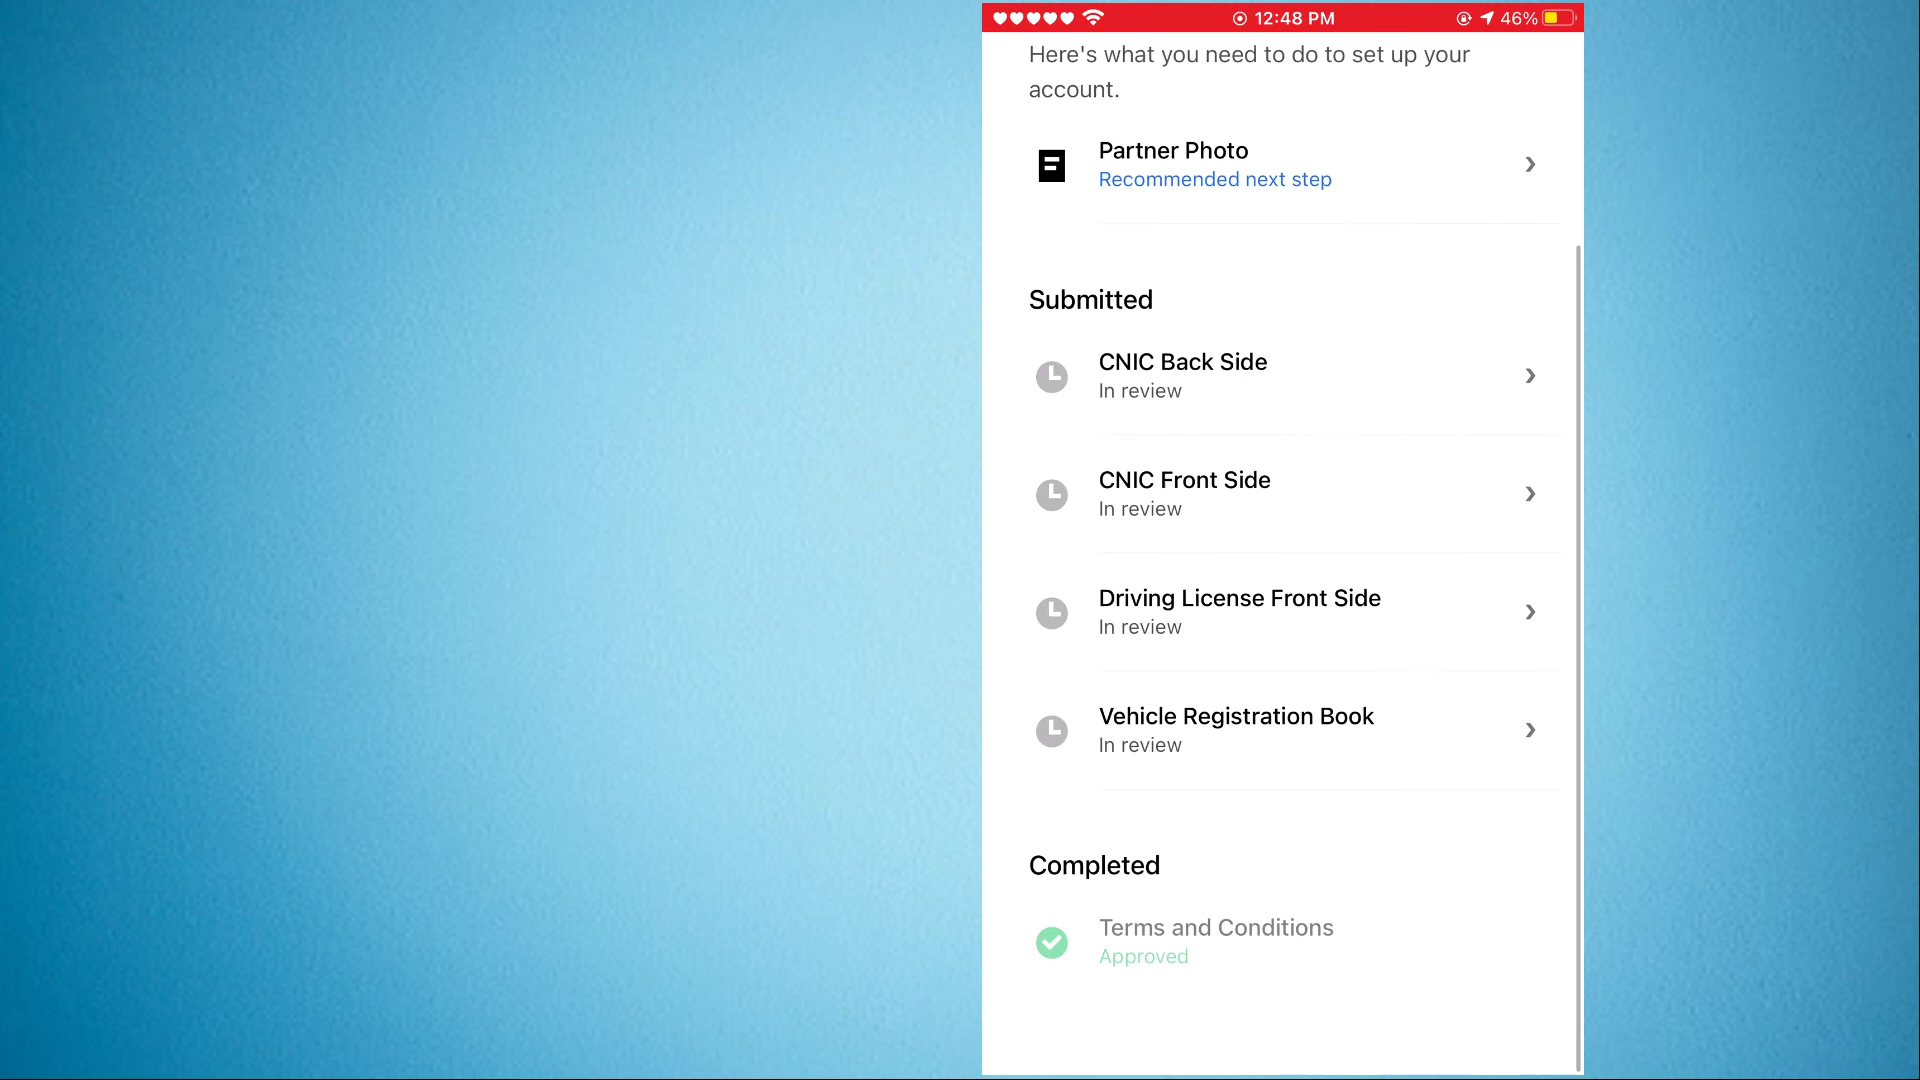 12:48 PM
46%
Here's what you need to do to set up your
account.
Partner Photo
Recommended next step
Submitted
CNIC Back Side
In review
CNIC Front Side
In review
Driving License Front Side
In review
Vehicle Registration Book
In review
Completed
Terms and Conditions
Approved